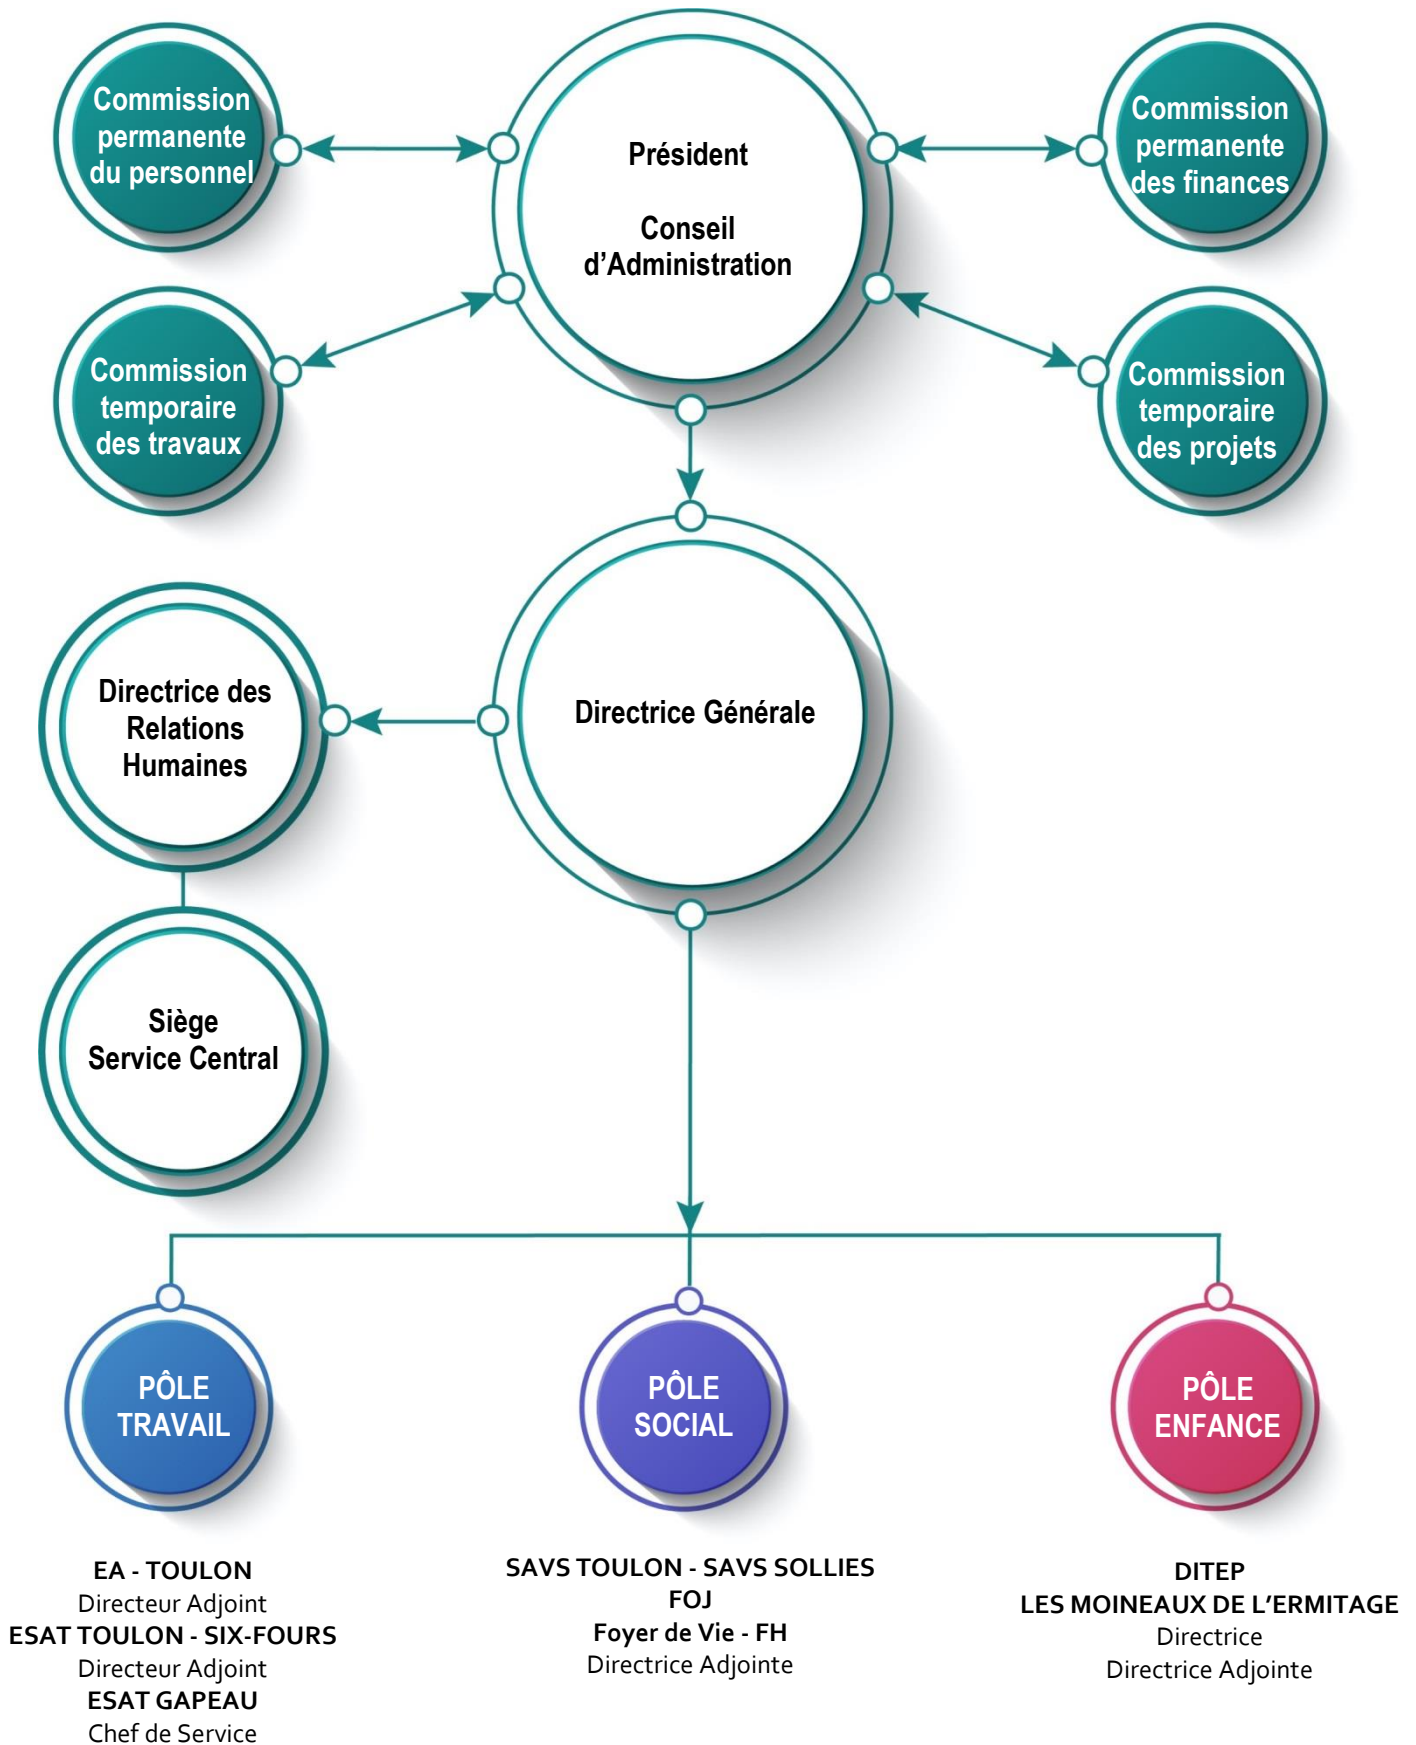 Commission
permanente
du personnel
Président
Conseil
d’Administration
Commission
permanente
des finances
Commission
temporaire
des travaux
Commission
temporaire
des projets
Directrice des
Relations
Humaines
Directrice Générale
Siège
Service Central
PÔLE
TRAVAIL
PÔLE
SOCIAL
PÔLE
ENFANCE
EA - TOULON
Directeur Adjoint
ESAT TOULON - SIX-FOURS
Directeur Adjoint
ESAT GAPEAU
Chef de Service
SAVS TOULON - SAVS SOLLIES
FOJ
Foyer de Vie - FH
Directrice Adjointe
DITEP
LES MOINEAUX DE L’ERMITAGE
Directrice
Directrice Adjointe